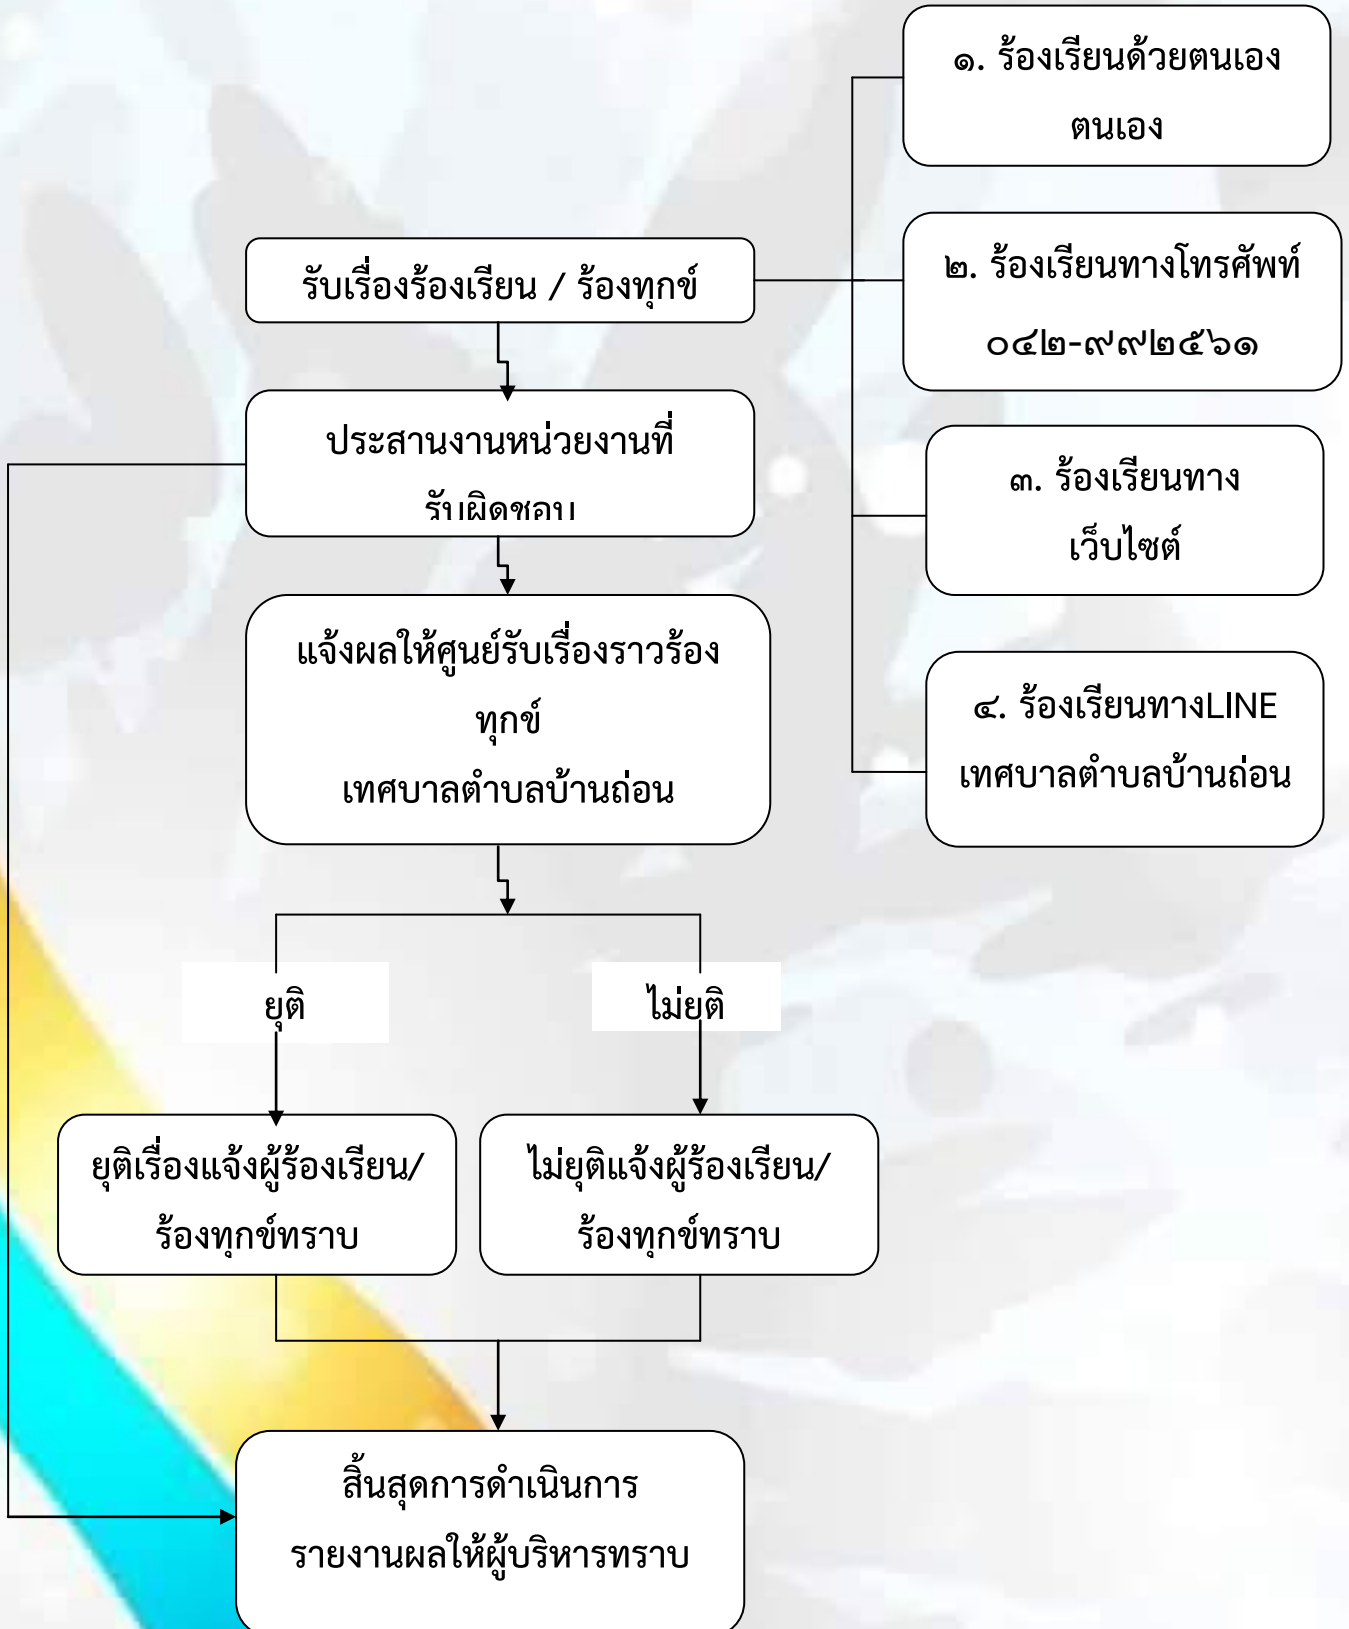 ๑. ร้องเรียนด้วยตนเอง
ตนเอง
รับเรื่องร้องเรียน / ร้องทุกข์
๒. ร้องเรียนทางโทรศัพท์
๐๔๒-๙๙๒๕๖๑
ประสานงานหน่วยงานที่
รับผิดชอบ
๓. ร้องเรียนทาง
เว็บไซต์
แจ้งผลให้ศูนย์รับเรื่องราวร้อง
ทุกข์
เทศบาลตำบลบ้านถ่อน
๔. ร้องเรียนทางLINE
เทศบาลตำบลบ้านถ่อน
ยุติ
ไม่ยุติ
ยุติเรื่องแจ้งผู้ร้องเรียน/
ร้องทุกข์ทราบ
ไม่ยุติแจ้งผู้ร้องเรียน/
ร้องทุกข์ทราบ
สิ้นสุดการดำเนินการ
รายงานผลให้ผู้บริหารทราบ